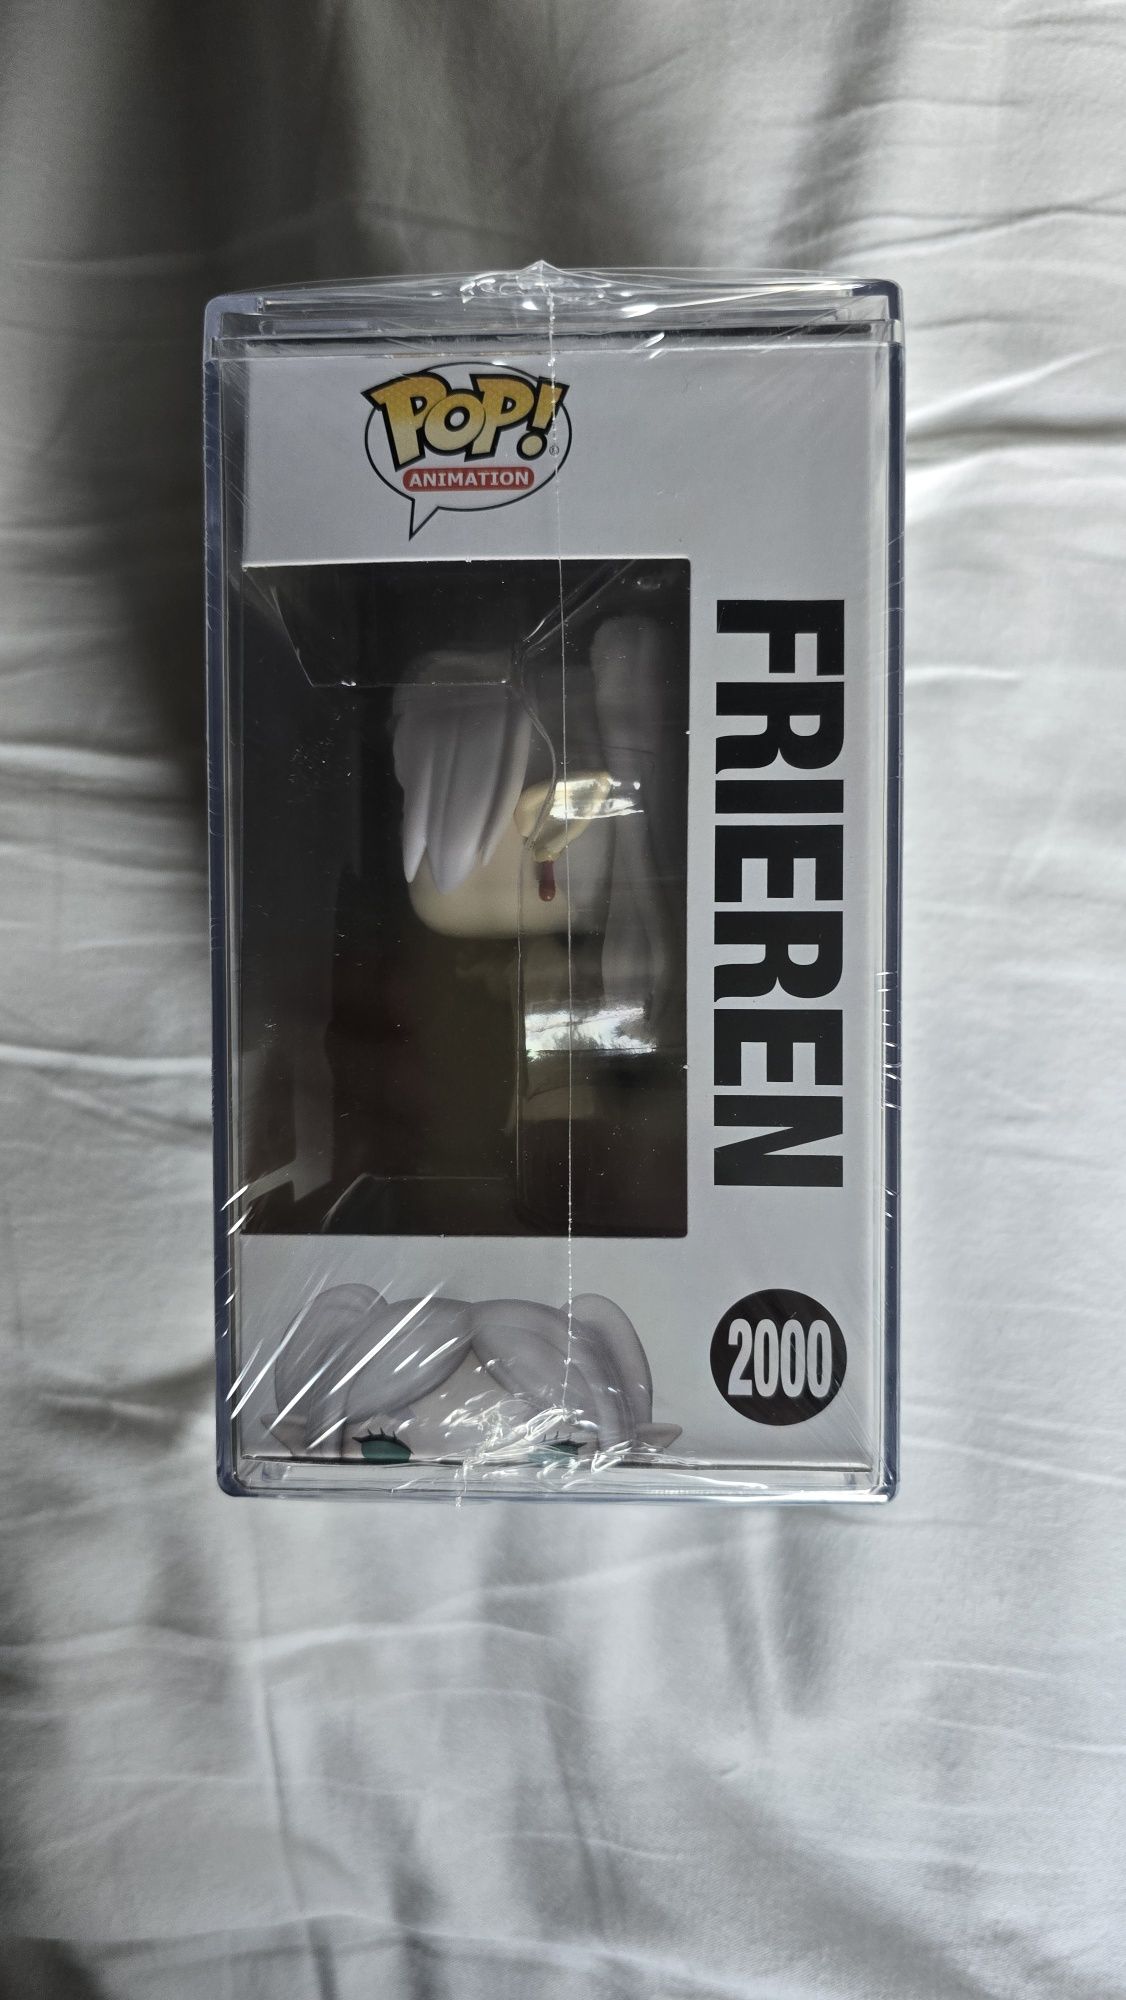 POP!
ANIMATION
FRIEREN
2000